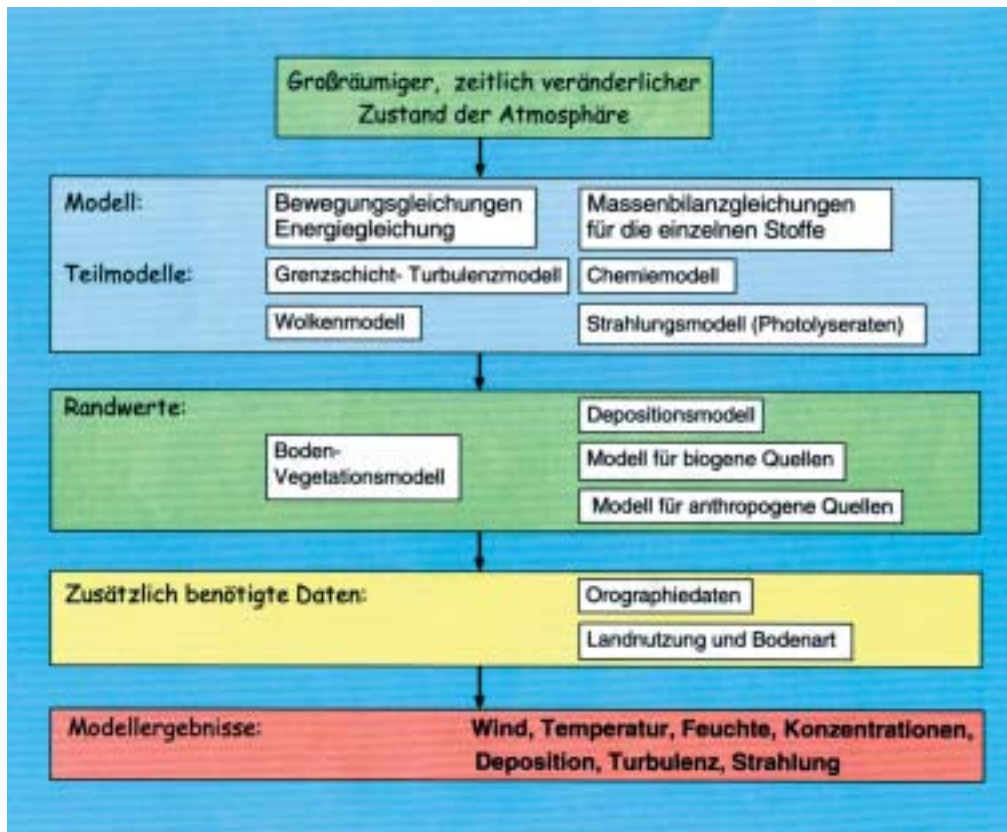 Großräumiger, zeitlich veränderlicher
Zustand der Atmosphäre
Modell:
Bewegungsgleichungen
Energiegleichung
Massenbilanzgleichungen
für die einzelnen Stoffe
Teilmodelle:
Grenzschicht- Turbulenzmodell
Chemiemodell
Wolkenmodell
Strahlungsmodell (Photolyseraten)
Randwerte:
Depositionsmodell
Boden-
Vegetationsmodell
Modell für biogene Quellen
Modell für anthropogene Quellen
Zusätzlich benötigte Daten:
Orographiedaten
Landnutzung und Bodenart
Modellergebnisse:
Wind, Temperatur, Feuchte, Konzentrationen,
Deposition, Turbulenz, Strahlung